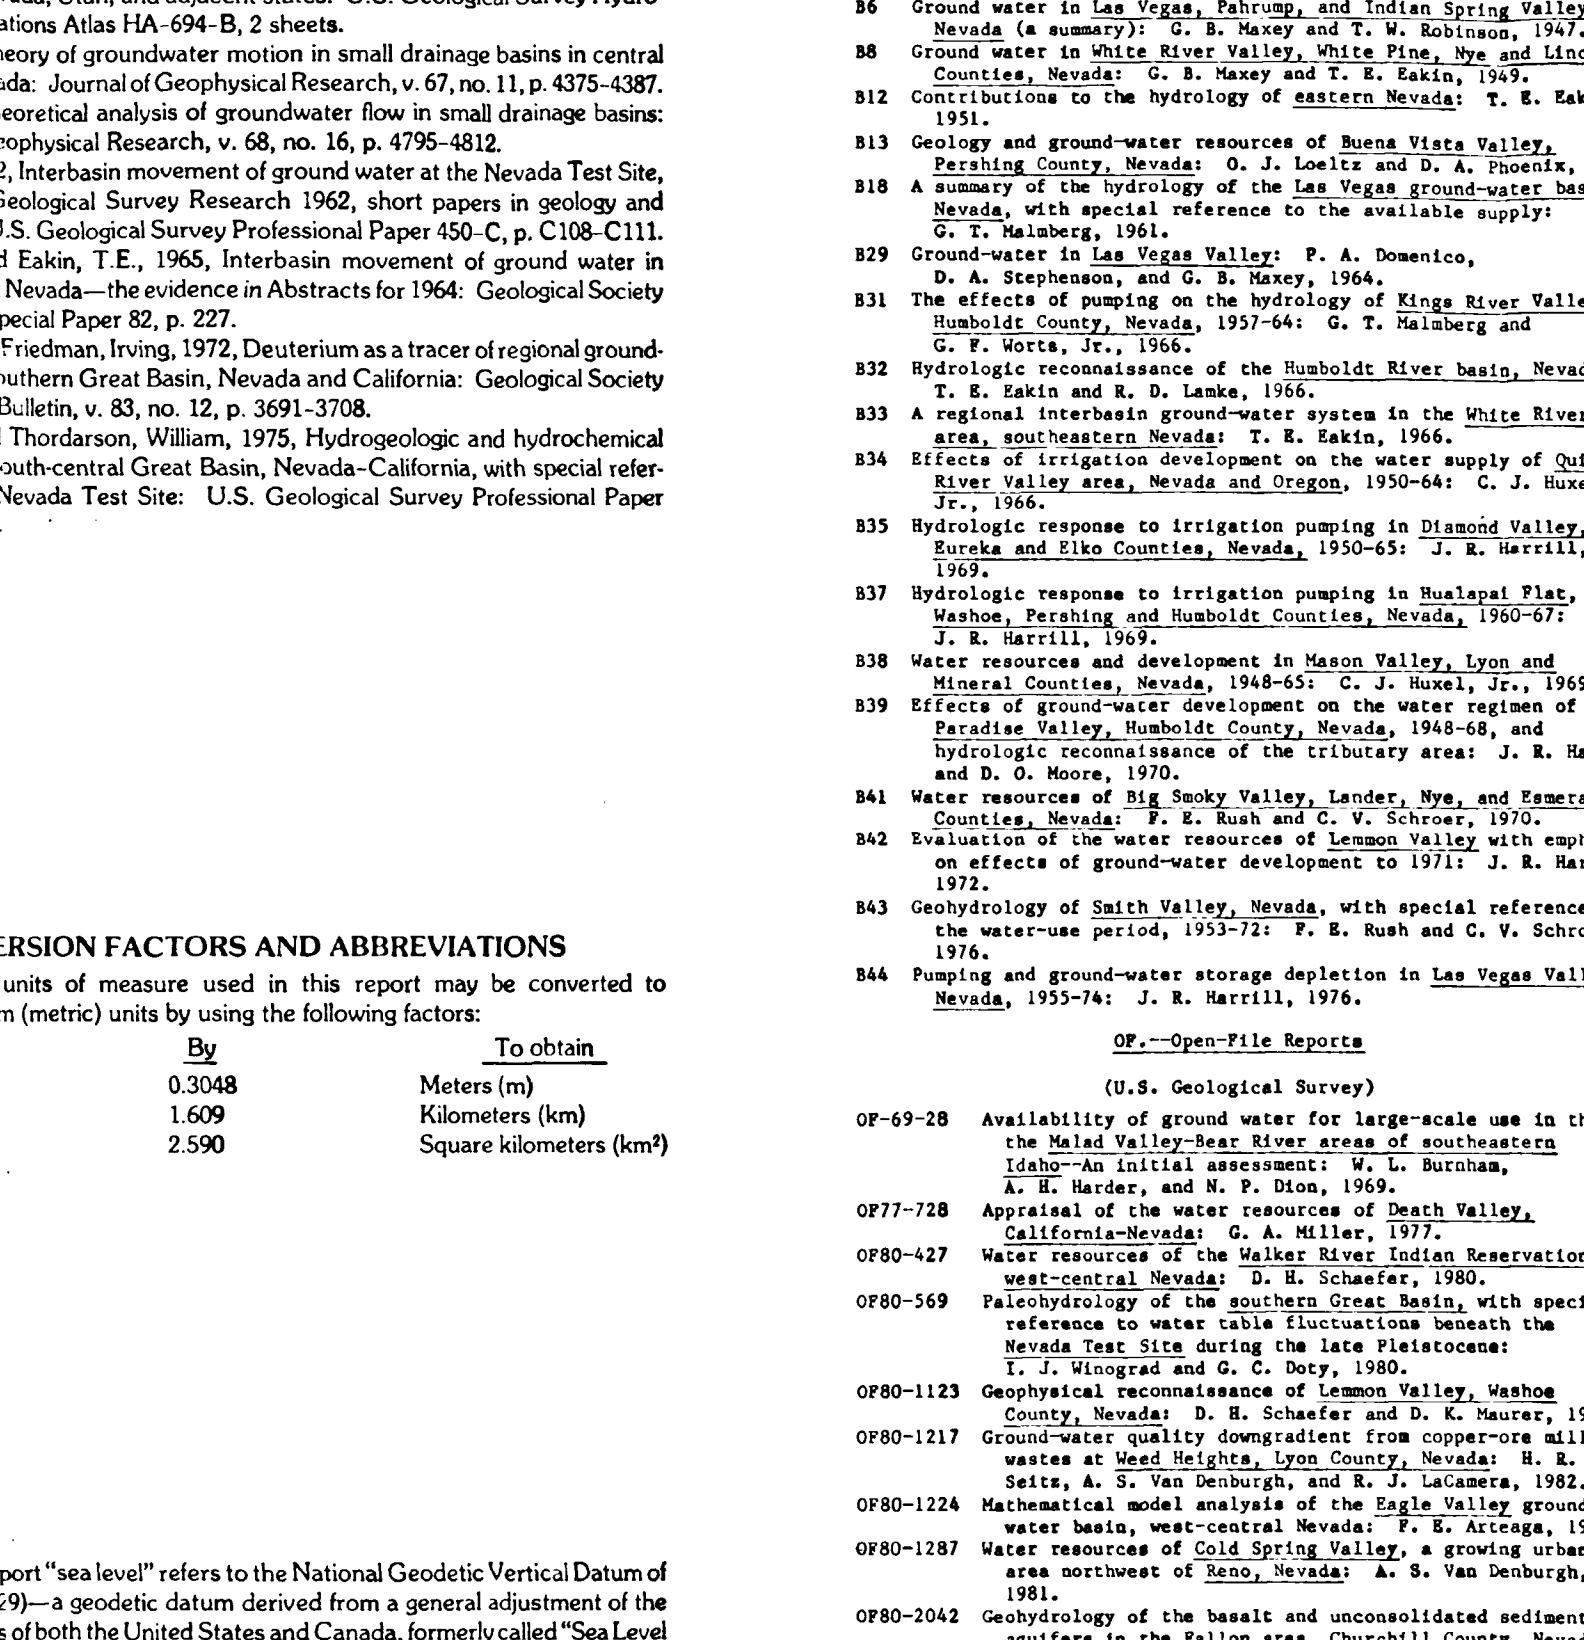 ations Atlas HA-694-B, 2 sheets.
eory of groundwater motion in small drainage basins in central
ada: Journal of Geophysical Research, v. 67, no. 11, p. 4375-4387.
eoretical analysis of groundwater flow in small drainage basins:
eophysical Research, v. 68, no. 16, p. 4795-4812.
2, Interbasin movement of ground water at the Nevada Test Site,
Geological Survey Research 1962, short papers in geology and
J.S. Geological Survey Professional Paper 450-C, p. C108-C111.
d Eakin, T.E., 1965, Interbasin movement of ground water in
Nevada—the evidence in Abstracts for 1964: Geological Society
pecial Paper 82, p. 227.
Friedman, Irving, 1972, Deuterium as a tracer of regional ground-
outhern Great Basin, Nevada and California: Geological Society
Bulletin, v. 83, no. 12, p. 3691-3708.
Thordarson, William, 1975, Hydrogeologic and hydrochemical
outh-central Great Basin, Nevada-California, with special refer-
Nevada Test Site: U.S. Geological Survey Professional Paper
ERSION FACTORS AND ABBREVIATIONS
units of measure used in this report may be converted to
m (metric) units by using the following factors:
By To obtain
0.3048 Meters (m)
1.609 Kilometers (km)
2.590 Square kilometers (km²)
port “sea level” refers to the National Geodetic Vertical Datum of
29)—a geodetic datum derived from a general adjustment of the
s of both the United States and Canada, formerly called “Sea Level
B6 Ground water in Las Vegas, Pahrump, and Indian Spring Valley
Nevada (a summary): G. B. Maxey and T. W. Robinson, 1947.
B8 Ground water in White River Valley, White Pine, Nye and Linc
Counties, Nevada: G. B. Maxey and T. E. Eakin, 1949.
B12 Contributions to the hydrology of eastern Nevada: T. E. Eak
1951.
B13 Geology and ground-water resources of Buena Vista Valley,
Pershing County, Nevada: O. J. Loeltz and D. A. Phoenix,
B18 A summary of the hydrology of the Las Vegas ground-water bas
Nevada, with special reference to the available supply:
G. T. Malmberg, 1961.
B29 Ground-water in Las Vegas Valley: P. A. Domenico,
D. A. Stephenson, and G. B. Maxey, 1964.
B31 The effects of pumping on the hydrology of Kings River Valle
Humboldt County, Nevada, 1957-64: G. T. Malmberg and
G. F. Worts, Jr., 1966.
B32 Hydrologic reconnaissance of the Humboldt River basin, Nevad
T. E. Eakin and R. D. Lamke, 1966.
B33 A regional interbasin ground-water system in the White River
area, southeastern Nevada: T. E. Eakin, 1966.
B34 Effects of irrigation development on the water supply of Qui
River Valley area, Nevada and Oregon, 1950-64: C. J. Huxe
Jr., 1966.
B35 Hydrologic response to irrigation pumping in Diamond Valley,
Eureka and Elko Counties, Nevada, 1950-65: J. R. Harrill,
1969.
B37 Hydrologic response to irrigation pumping in Hualapai Flat,
Washoe, Pershing and Humboldt Counties, Nevada, 1960-67:
J. R. Harrill, 1969.
B38 Water resources and development in Mason Valley, Lyon and
Mineral Counties, Nevada, 1948-65: C. J. Huxel, Jr., 1969
B39 Effects of ground-water development on the water regimen of
Paradise Valley, Humboldt County, Nevada, 1948-68, and
hydrologic reconnaissance of the tributary area: J. R. Ha
and D. O. Moore, 1970.
B41 Water resources of Big Smoky Valley, Lander, Nye, and Esmera
Counties, Nevada: F. E. Rush and C. V. Schroer, 1970.
B42 Evaluation of the water resources of Lemmon Valley with emph
on effects of ground-water development to 1971: J. R. Har
1972.
B43 Geohydrology of Smith Valley, Nevada, with special reference
the water-use period, 1953-72: F. E. Rush and C. V. Schro
1976.
B44 Pumping and ground-water storage depletion in Las Vegas Vall
Nevada, 1955-74: J. R. Harrill, 1976.
OF.--Open-File Reports
(U.S. Geological Survey)
OF-69-28 Availability of ground water for large-scale use in th
the Malad Valley-Bear River areas of southeastern
Idaho--An initial assessment: W. L. Burnham,
A. H. Harder, and N. P. Dion, 1969.
OF77-728 Appraisal of the water resources of Death Valley,
California-Nevada: G. A. Miller, 1977.
OF80-427 Water resources of the Walker River Indian Reservation
west-central Nevada: D. H. Schaefer, 1980.
OF80-569 Paleohydrology of the southern Great Basin, with speci
reference to water table fluctuations beneath the
Nevada Test Site during the late Pleistocene:
I. J. Winograd and G. C. Doty, 1980.
OF80-1123 Geophysical reconnaissance of Lemmon Valley, Washoe
County, Nevada: D. H. Schaefer and D. K. Maurer, 19
OF80-1217 Ground-water quality downgradient from copper-ore mill
wastes at Weed Heights, Lyon County, Nevada: H. R.
Seitz, A. S. Van Denburgh, and R. J. LaCamera, 1982.
OF80-1224 Mathematical model analysis of the Eagle Valley ground
water basin, west-central Nevada: F. E. Arteaga, 19
OF80-1287 Water resources of Cold Spring Valley, a growing urban
area northwest of Reno, Nevada: A. S. Van Denburgh,
1981.
OF80-2042 Geohydrology of the basalt and unconsolidated sediment
aquifers in the Fallon area, Churchill County, Nevad